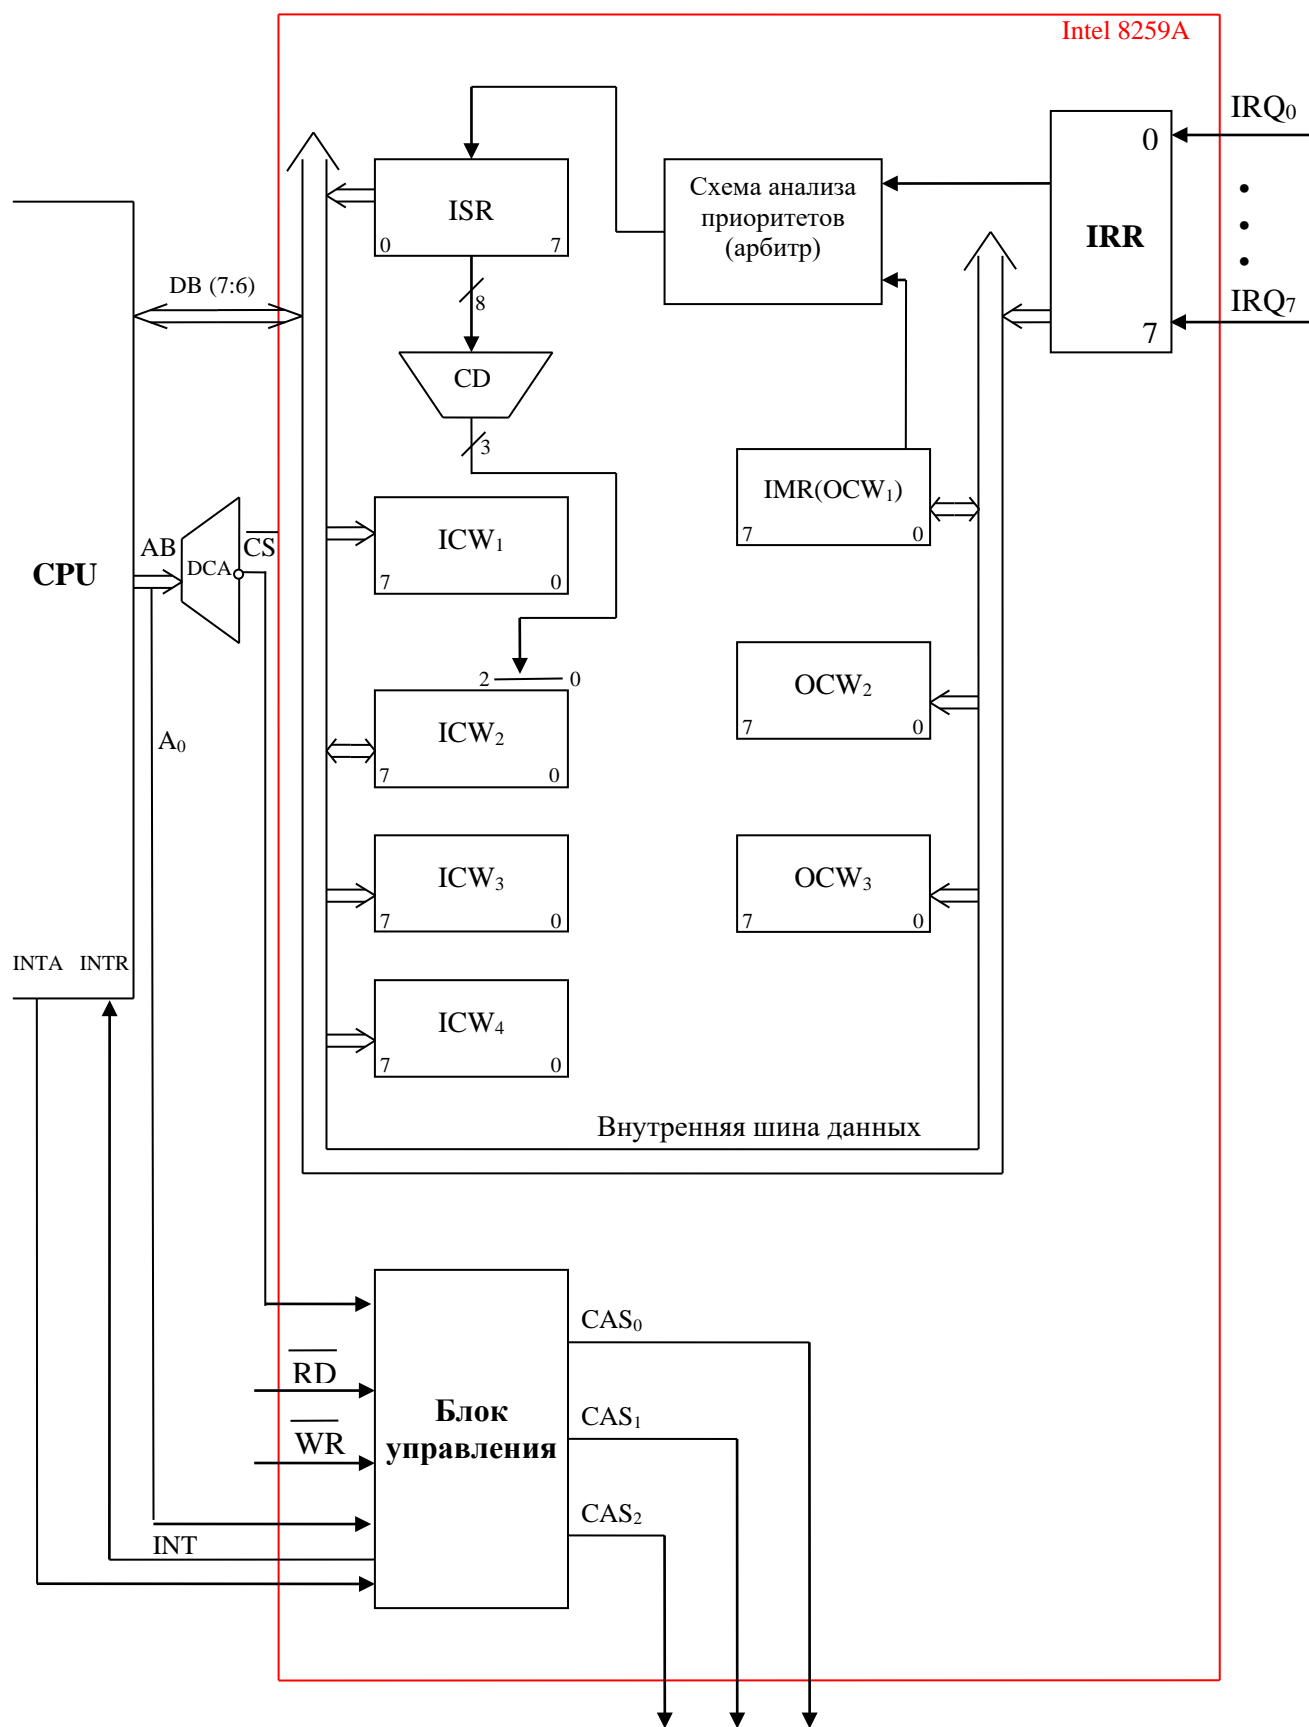 Intel 8259A
IRQ0
0
ISR
0 7
Схема анализа
приоритетов
(арбитр)
IRR
DB (7:6)
8
IRQ7
7
CD
3
IMR(OCW1)
7 0
ICW1
7 0
AB
CS
DCA
CPU
2 0
OCW2
7 0
ICW2
7 0
A0
ICW3
7 0
OCW3
7 0
INTA INTR
ICW4
7 0
Внутренняя шина данных
CAS0
RD
Блок
управления
CAS1
WR
CAS2
INT